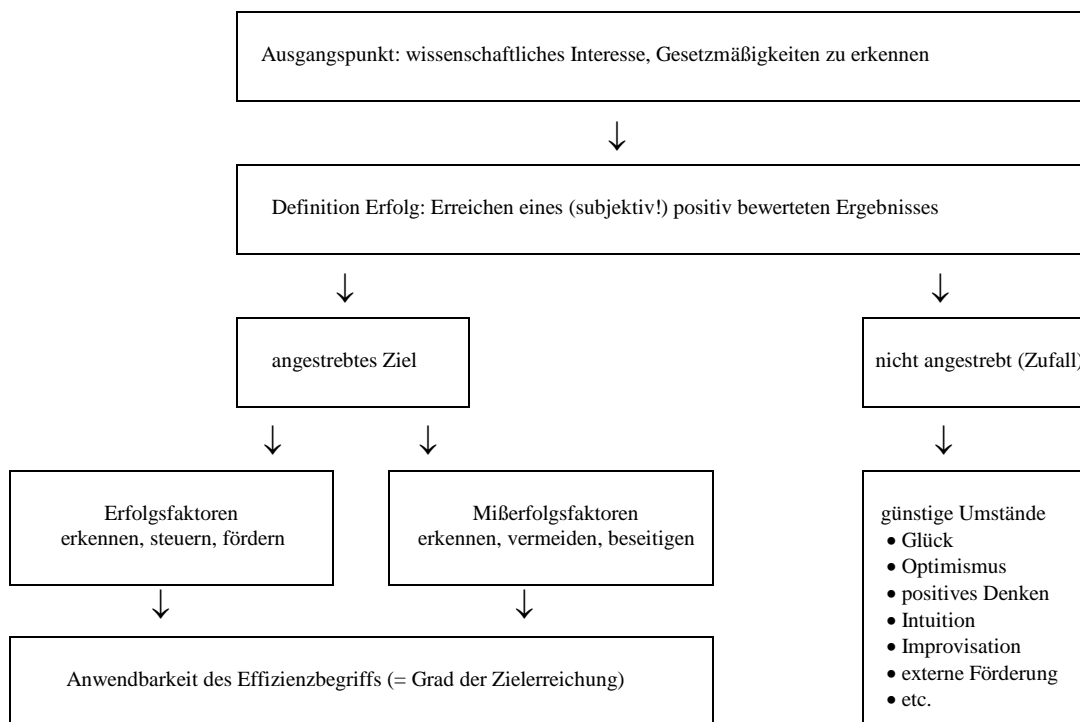 Ausgangspunkt: wissenschaftliches Interesse, Gesetzmäßigkeiten zu erkennen
↓
Definition Erfolg: Erreichen eines (subjektiv!) positiv bewerteten Ergebnisses
↓ ↓
angestrebtes Ziel
nicht angestrebt (Zufall)
↓ ↓ ↓
Erfolgsfaktoren
erkennen, steuern, fördern
Mißerfolgsfaktoren
erkennen, vermeiden, beseitigen
günstige Umstände
• Glück
• Optimismus
• positives Denken
• Intuition
• Improvisation
• externe Förderung
• etc.
↓ ↓
Anwendbarkeit des Effizienzbegriffs (= Grad der Zielerreichung)